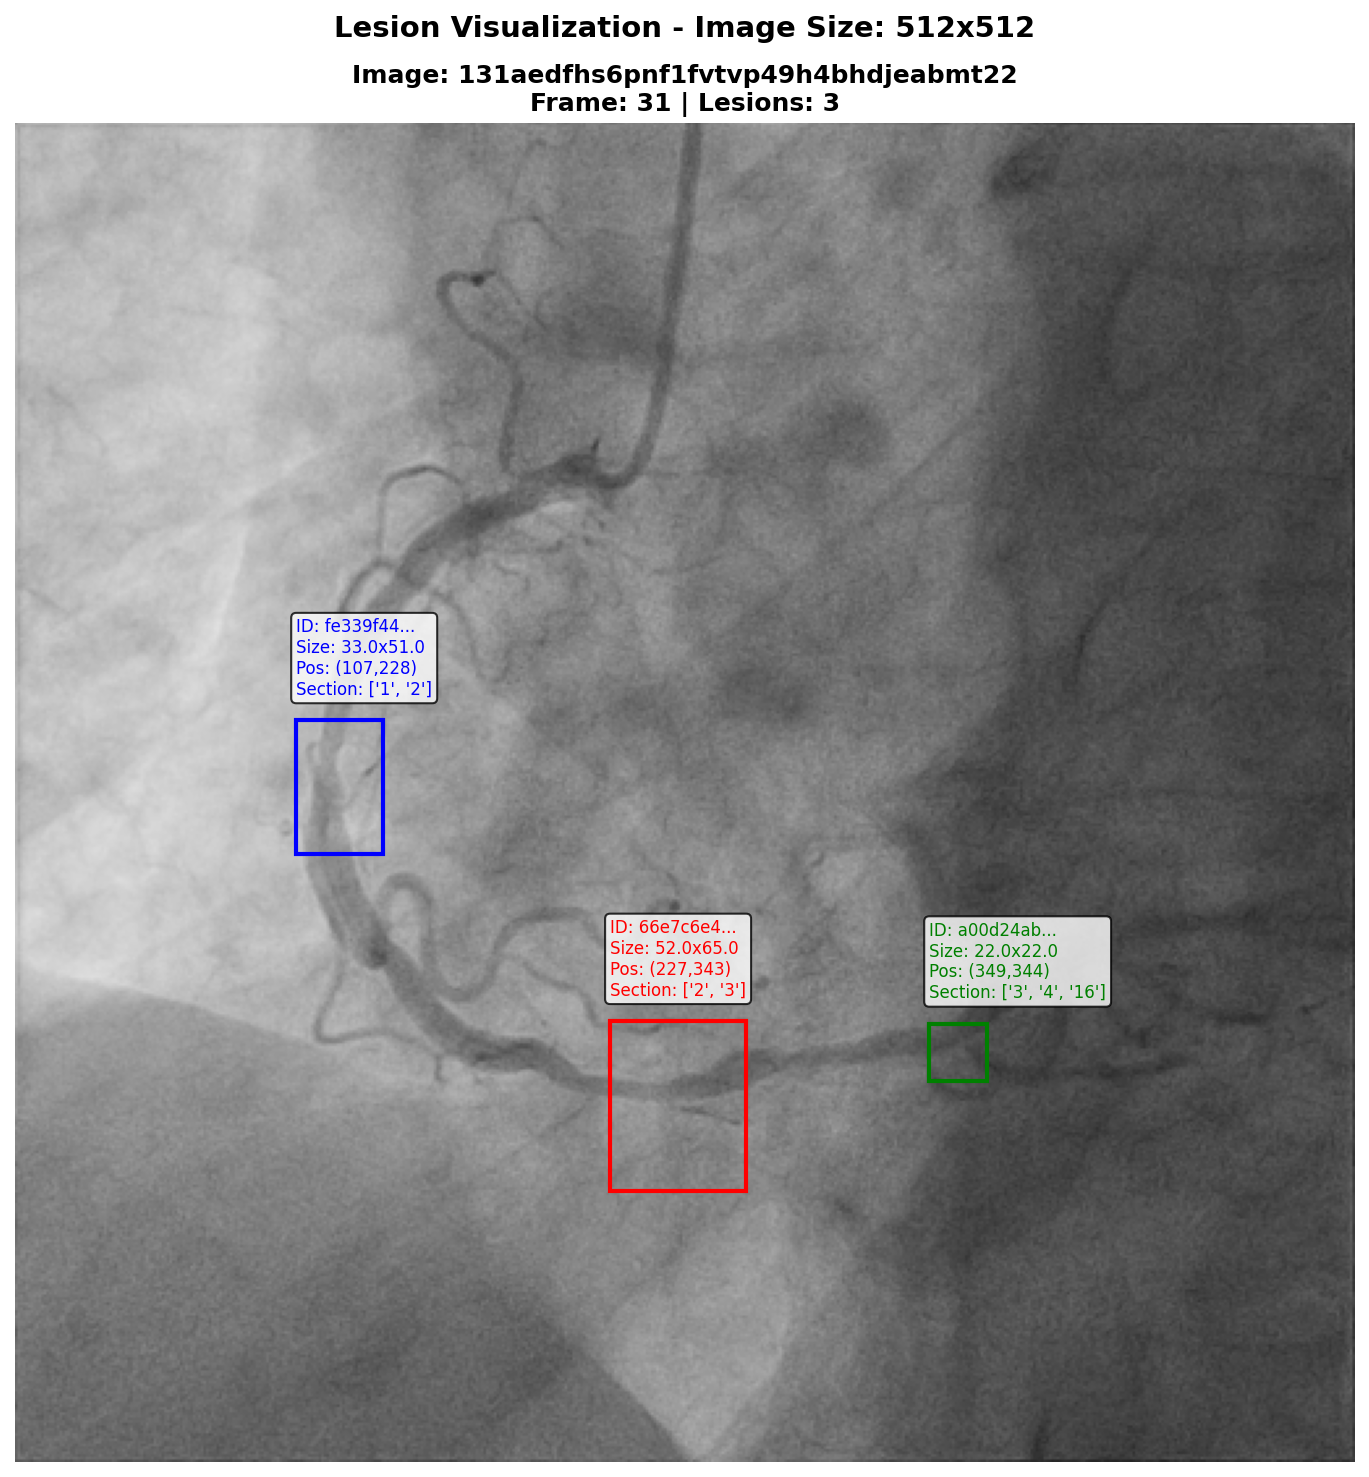 Lesion Visualization - Image Size: 512x512
Image: 131aedfhs6pnf1fvtvp49h4bhdjeabmt22
Frame: 31 | Lesions: 3
ID: fe339f44...
Size: 33.0x51.0
Pos: (107,228)
Section: ['1', '2']
ID: 66e7c6e4...
Size: 52.0x65.0
Pos: (227,343)
Section: ['2', '3']
ID: a00d24ab...
Size: 22.0x22.0
Pos: (349,344)
Section: ['3', '4', '16']